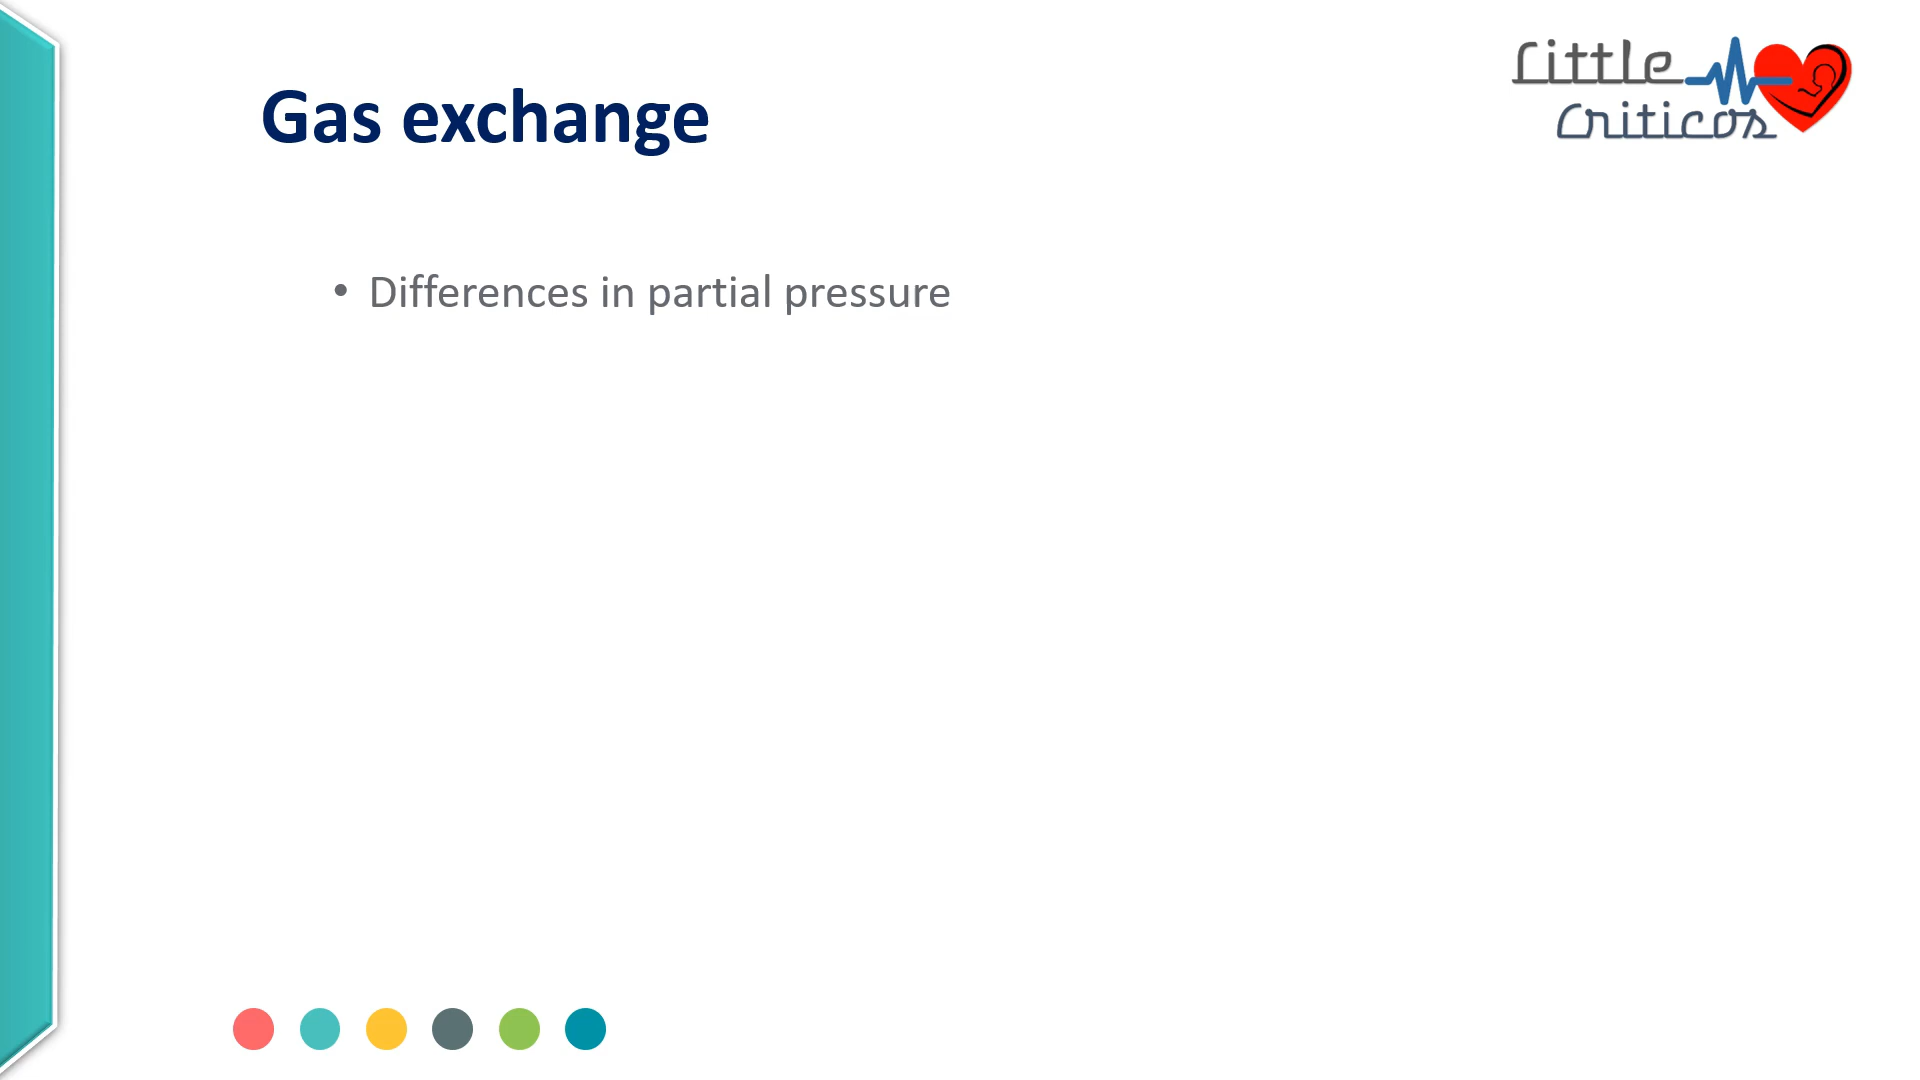 Little
Criticos
Gas exchange
• Differences in partial pressure